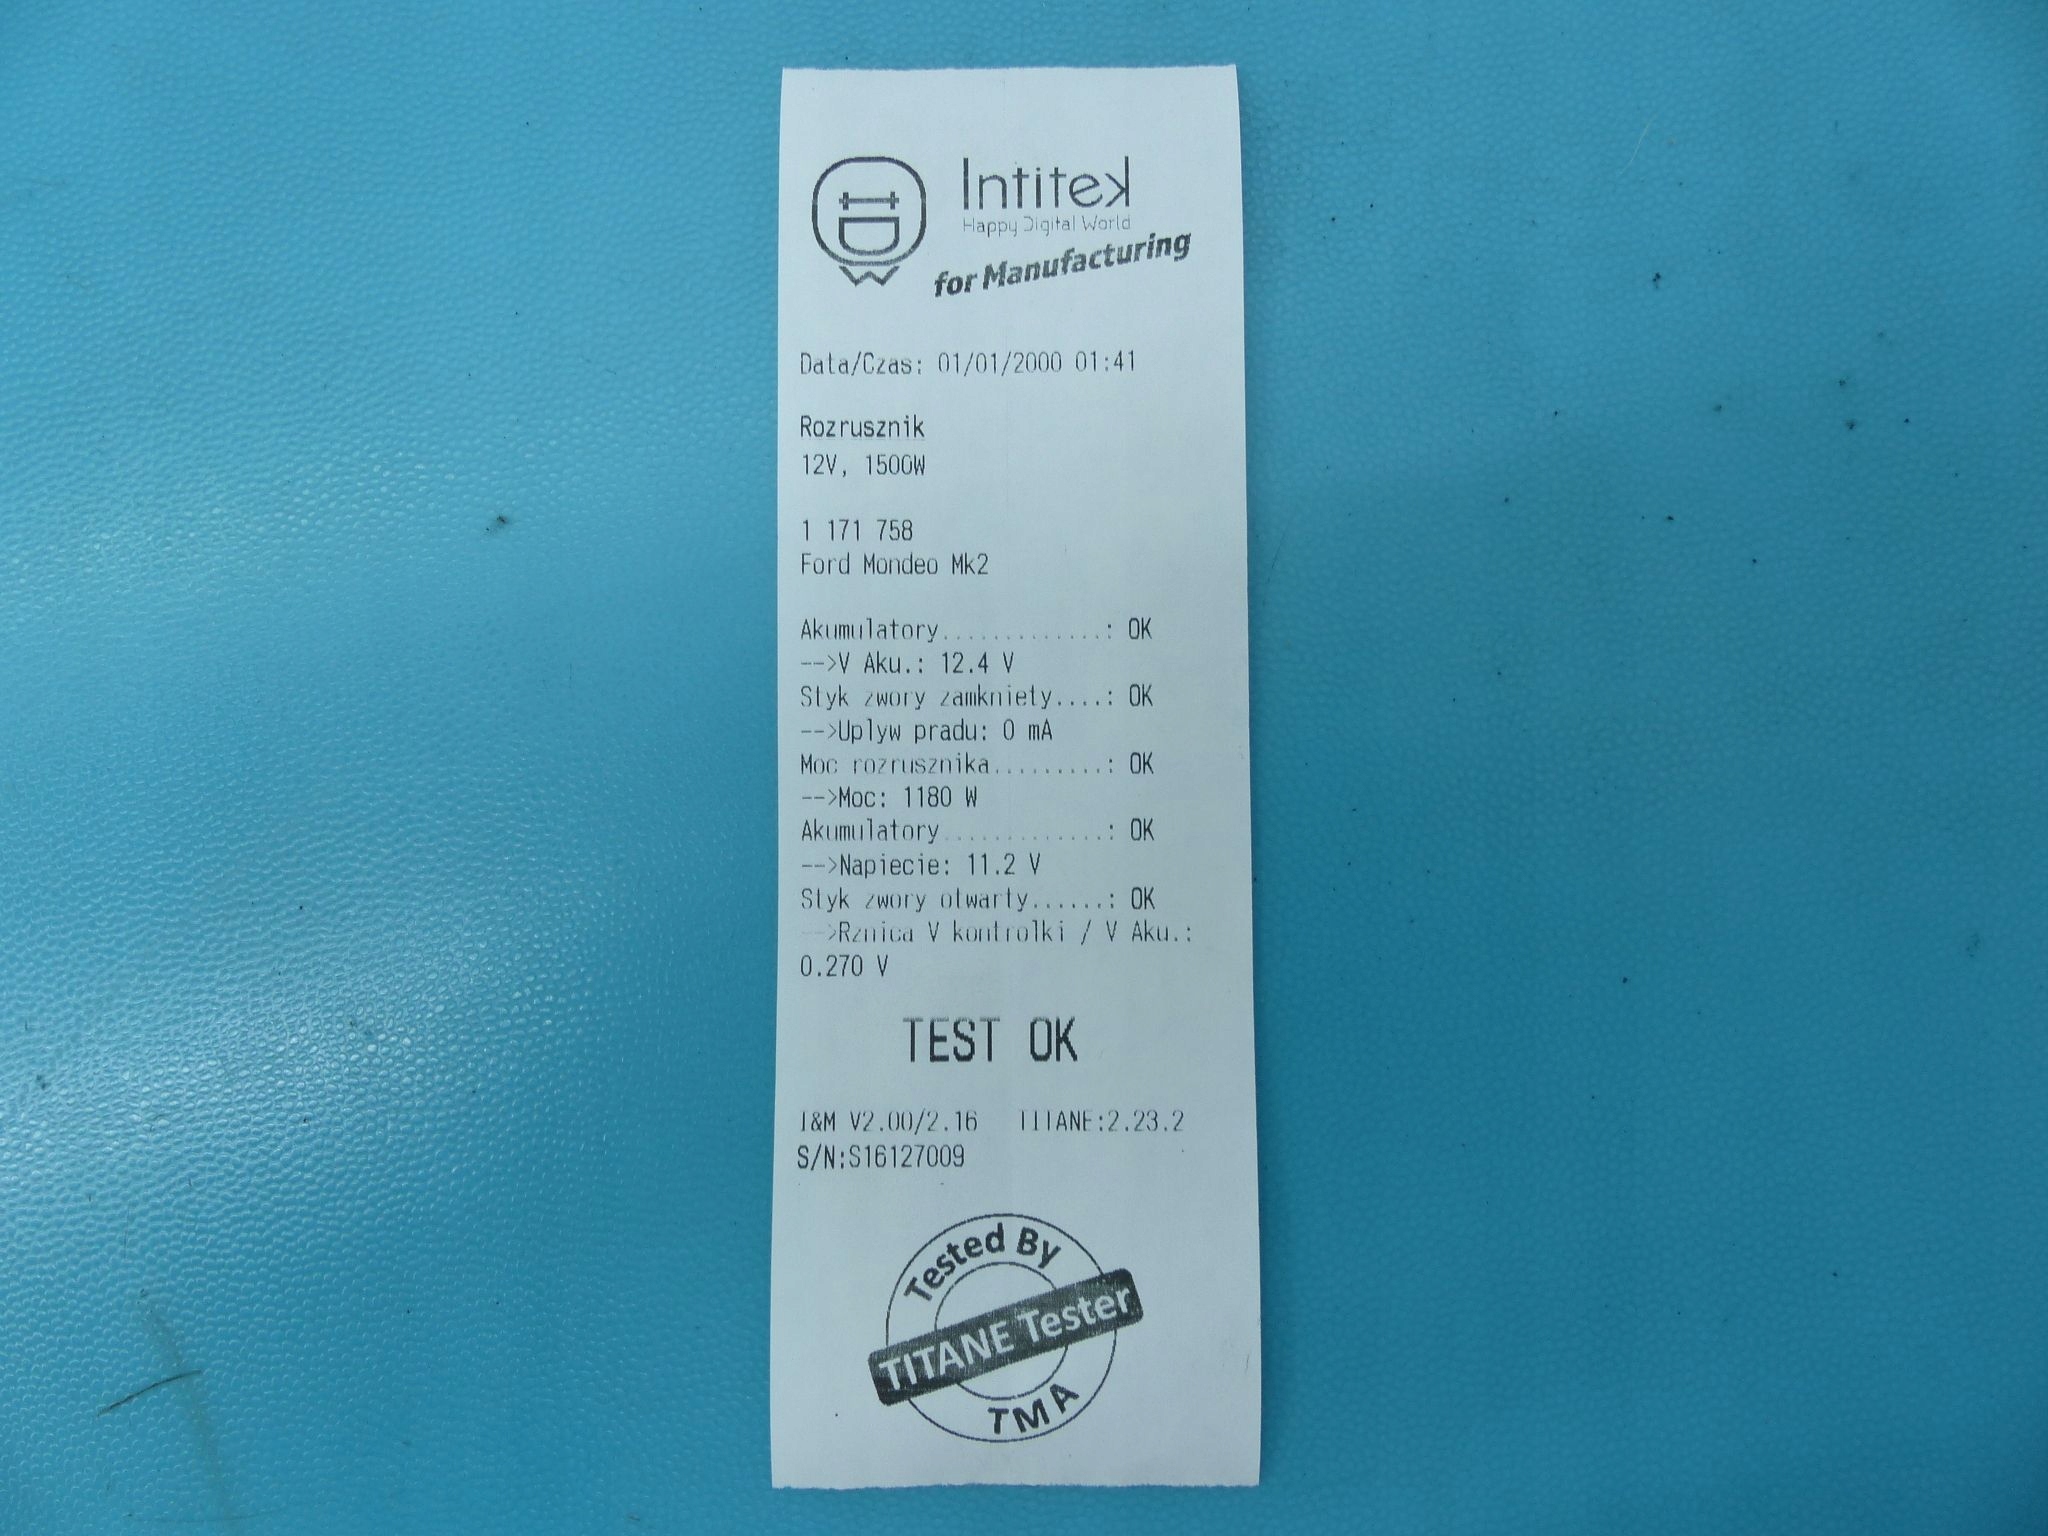 Intitek
Happy Digital World
for Manufacturing
Data/Czas: 01/01/2000 01:41
Rozrusznik
12V, 1500W
1 171 758
Ford Mondeo Mk2
Akumulatory.............: OK
-->V Aku.: 12.4 V
Styk zwory zamkniety....: OK
-->Uplyw pradu: 0 mA
Moc rozrusznika.........: OK
-->Moc: 1180 W
Akumulatory.............: OK
-->Napiecie: 11.2 V
Styk zwory otwarty......: OK
-->Rznica V kontrolki / V Aku.:
0.270 V
TEST OK
I&M V2.00/2.16 TITANE:2.23.2
S/N:S16127009
Tested By
TITANE Tester
TMA